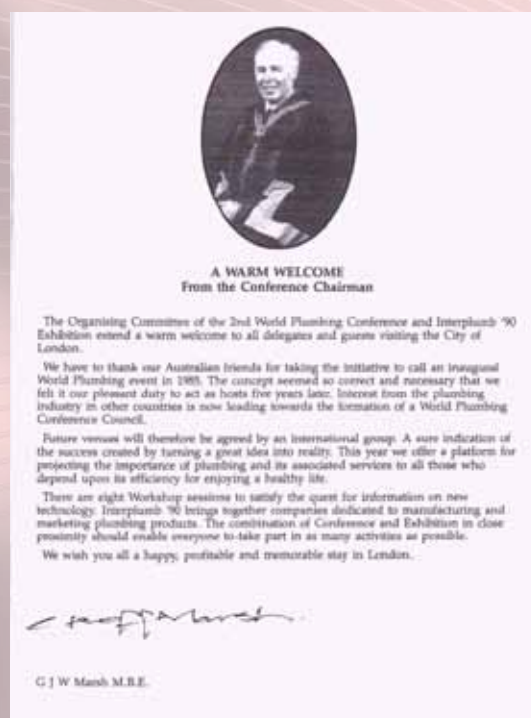 A WARM WELCOME
From the Conference Chairman
The Organising Committee of the 2nd World Plumbing Conference and Interplumb '90
Exhibition extend a warm welcome to all delegates and guests visiting the City of
London.
We have to thank our Australian friends for taking the initiative to call an inaugural
World Plumbing event in 1985. The concept seemed so correct and necessary that we
felt it our pleasant duty to act as hosts five years later. Interest from the plumbing
industry in other countries is now leading towards the formation of a World Plumbing
Conference Council.
Future venues will therefore be agreed by an international group. A sure indication of
the success created by turning a great idea into reality. This year we offer a platform for
projecting the importance of plumbing and its associated services to all those who
depend upon its efficiency for enjoying a healthy life.
There are eight Workshop sessions to satisfy the quest for information on new
technology. Interplumb '90 brings together companies dedicated to manufacturing and
marketing plumbing products. The combination of Conference and Exhibition in close
proximity should enable everyone to take part in as many activities as possible.
We wish you all a happy, profitable and memorable stay in London.
G J W Marsh M.B.E.